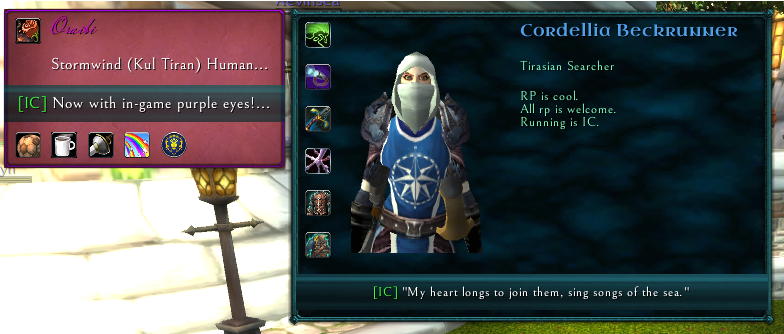 Stormwind (Kul Tiran) Human...
[IC] Now with in-game purple eyes!...
Cordellia Beckrunner
Tirasian Searcher
RP is cool.
All rp is welcome.
Running is IC.
[IC] "My heart longs to join them, sing songs of the sea."